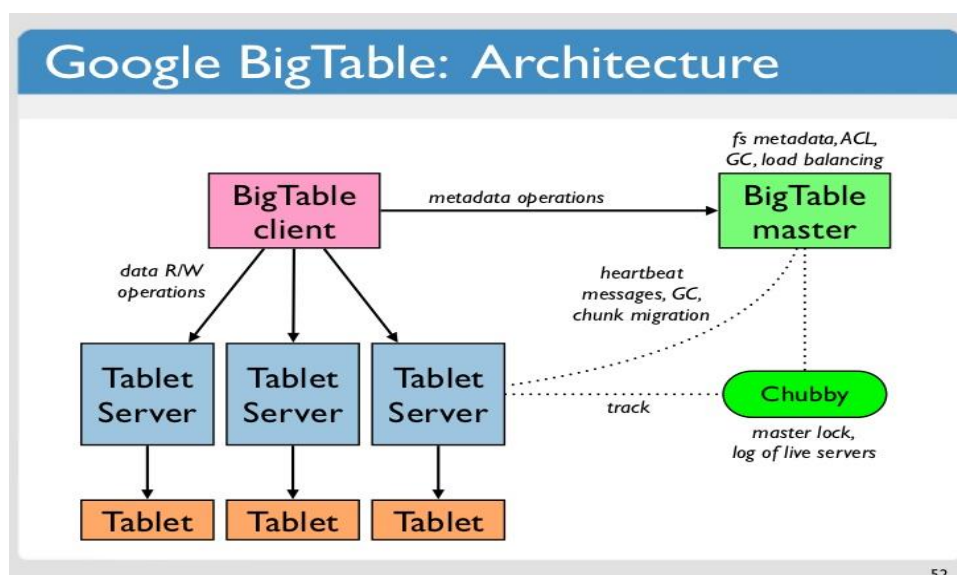 Google BigTable: Architecture
fs metadata, ACL,
GC, load balancing
BigTable
client
metadata operations
BigTable
master
data R/W
operations
heartbeat
messages, GC,
chunk migration
Tablet
Server
Tablet
Server
Tablet
Server
track
Chubby
master lock,
log of live servers
Tablet
Tablet
Tablet
52